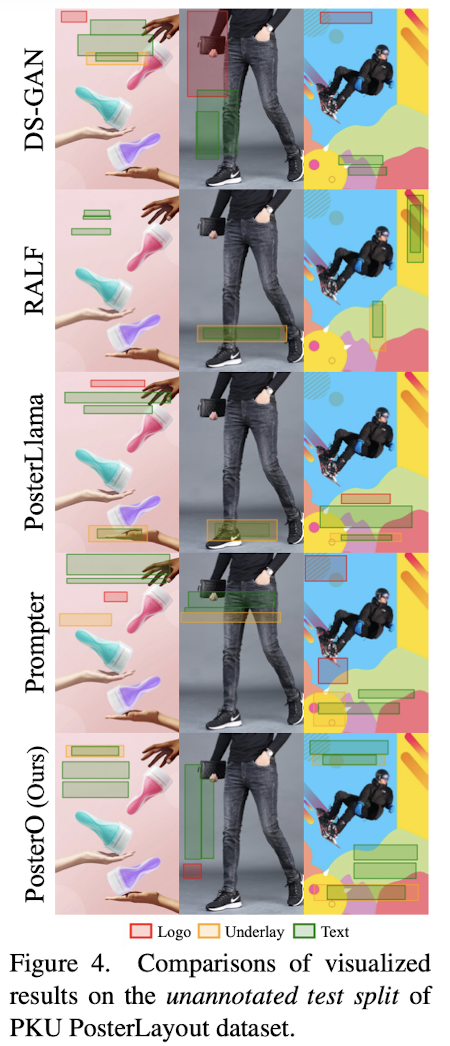 DS-GAN
RALF
PosterLlama
Prompter
PosterO (Ours)
Logo Underlay Text
Figure 4. Comparisons of visualized
results on the unannotated test split of
PKU PosterLayout dataset.